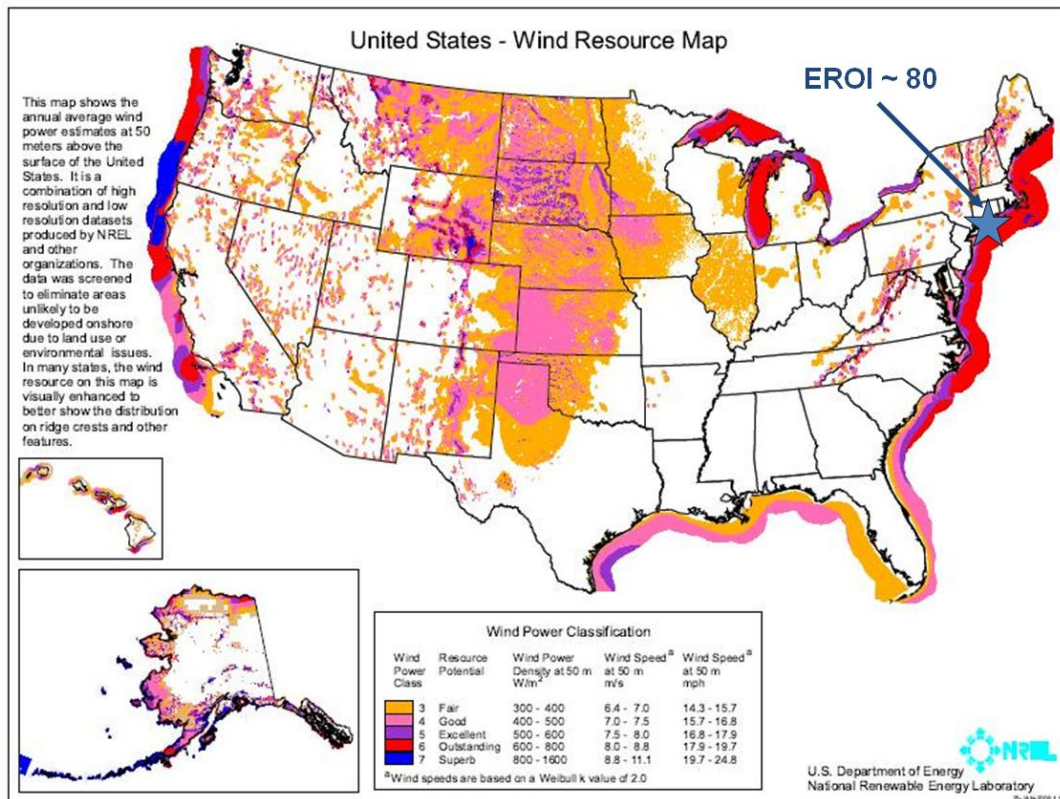 United States - Wind Resource Map
EROI ~ 80
This map shows the
annual average wind
power estimates at 50
meters above the
surface of the United
States. It is a
combination of high
resolution and low
resolution datasets
produced by NREL
and other
organizations. The
data was screened
to eliminate areas
unlikely to be
developed onshore
due to land use or
environmental issues.
In many states, the wind
resource on this map is
visually enhanced to
better show the distribution
on ridge crests and other
features.
Wind Power Classification
Wind Power Class Resource Potential Wind Power Density at 50 m W/m² Wind Speed ᵃ at 50 m m/s Wind Speed ᵃ at 50 m mph
3 Fair 300 - 400 6.4 - 7.0 14.3 - 15.7
4 Good 400 - 500 7.0 - 7.5 15.7 - 16.8
5 Excellent 500 - 600 7.5 - 8.0 16.8 - 17.9
6 Outstanding 600 - 800 8.0 - 8.8 17.9 - 19.7
7 Superb 800 - 1600 8.8 - 11.1 19.7 - 24.8
ᵃ Wind speeds are based on a Weibull k value of 2.0
NREL
U.S. Department of Energy
National Renewable Energy Laboratory